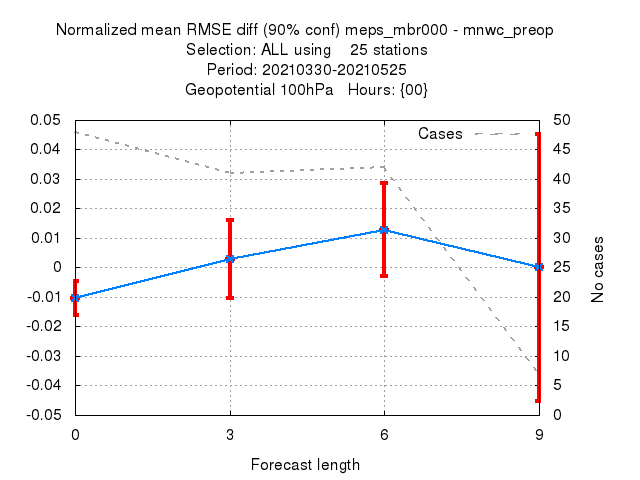 Normalized mean RMSE diff (90% conf) meps_mbr000 - mnwc_preop
Selection: ALL using 25 stations
Period: 20210330-20210525
Geopotential 100hPa Hours: {00}
Cases
0.05
0.04
0.03
0.02
0.01
0
-0.01
-0.02
-0.03
-0.04
-0.05
50
45
40
35
30
25
20
15
10
5
0
No cases
0 3 6 9
Forecast length